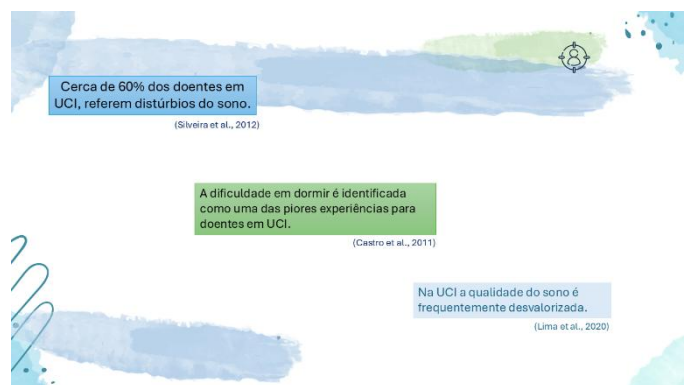 Cerca de 60% dos doentes em
UCI, referem distúrbios do sono.
(Silveira et al., 2012)
A dificuldade em dormir é identificada
como uma das piores experiências para
doentes em UCI.
(Castro et al., 2011)
Na UCI a qualidade do sono é
frequentemente desvalorizada.
(Lima et al., 2020)